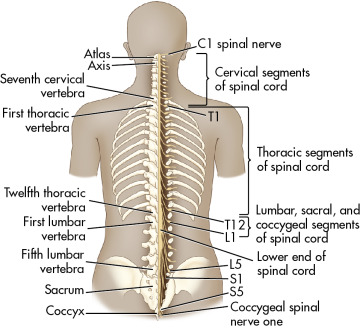 C1 spinal nerve
Atlas
Axis
Cervical segments
of spinal cord
Seventh cervical
vertebra
First thoracic
vertebra
T1
Thoracic segments
of spinal cord
Twelfth thoracic
vertebra
First lumbar
vertebra
T12
L1
Lumbar, sacral, and
coccygeal segments
of spinal cord
Fifth lumbar
vertebra
Lower end of
spinal cord
L5
Sacrum
S1
S5
Coccyx
Coccygeal spinal
nerve one